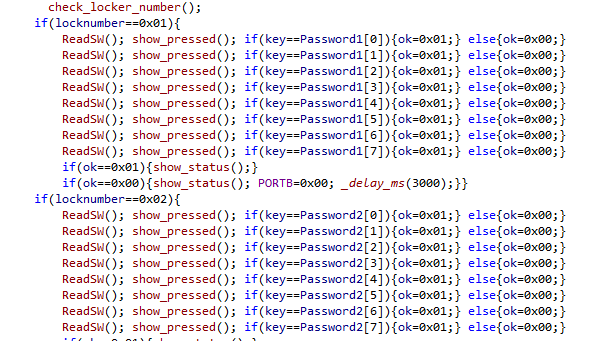 check_locker_number();
if(locknumber==0x01){
ReadSW(); show_pressed(); if(key==Password1[0]){ok=0x01;} else{ok=0x00;}
ReadSW(); show_pressed(); if(key==Password1[1]){ok=0x01;} else{ok=0x00;}
ReadSW(); show_pressed(); if(key==Password1[2]){ok=0x01;} else{ok=0x00;}
ReadSW(); show_pressed(); if(key==Password1[3]){ok=0x01;} else{ok=0x00;}
ReadSW(); show_pressed(); if(key==Password1[4]){ok=0x01;} else{ok=0x00;}
ReadSW(); show_pressed(); if(key==Password1[5]){ok=0x01;} else{ok=0x00;}
ReadSW(); show_pressed(); if(key==Password1[6]){ok=0x01;} else{ok=0x00;}
ReadSW(); show_pressed(); if(key==Password1[7]){ok=0x01;} else{ok=0x00;}
if(ok==0x01){show_status();}
if(ok==0x00){show_status(); PORTB=0x00; _delay_ms(3000);}}
if(locknumber==0x02){
ReadSW(); show_pressed(); if(key==Password2[0]){ok=0x01;} else{ok=0x00;}
ReadSW(); show_pressed(); if(key==Password2[1]){ok=0x01;} else{ok=0x00;}
ReadSW(); show_pressed(); if(key==Password2[2]){ok=0x01;} else{ok=0x00;}
ReadSW(); show_pressed(); if(key==Password2[3]){ok=0x01;} else{ok=0x00;}
ReadSW(); show_pressed(); if(key==Password2[4]){ok=0x01;} else{ok=0x00;}
ReadSW(); show_pressed(); if(key==Password2[5]){ok=0x01;} else{ok=0x00;}
ReadSW(); show_pressed(); if(key==Password2[6]){ok=0x01;} else{ok=0x00;}
ReadSW(); show_pressed(); if(key==Password2[7]){ok=0x01;} else{ok=0x00;}